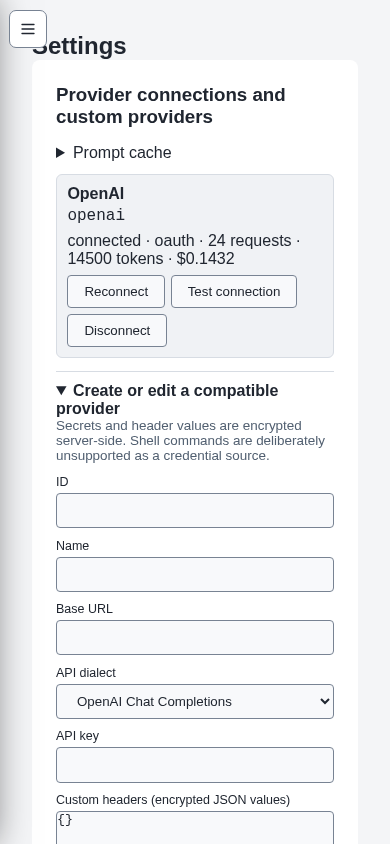 Settings
Provider connections and
custom providers
Prompt cache
OpenAI
openai
connected · oauth · 24 requests ·
14500 tokens · $0.1432
Reconnect
Test connection
Disconnect
Create or edit a compatible
provider
Secrets and header values are encrypted
server-side. Shell commands are deliberately
unsupported as a credential source.
ID
Name
Base URL
API dialect
OpenAI Chat Completions
API key
Custom headers (encrypted JSON values)
{}